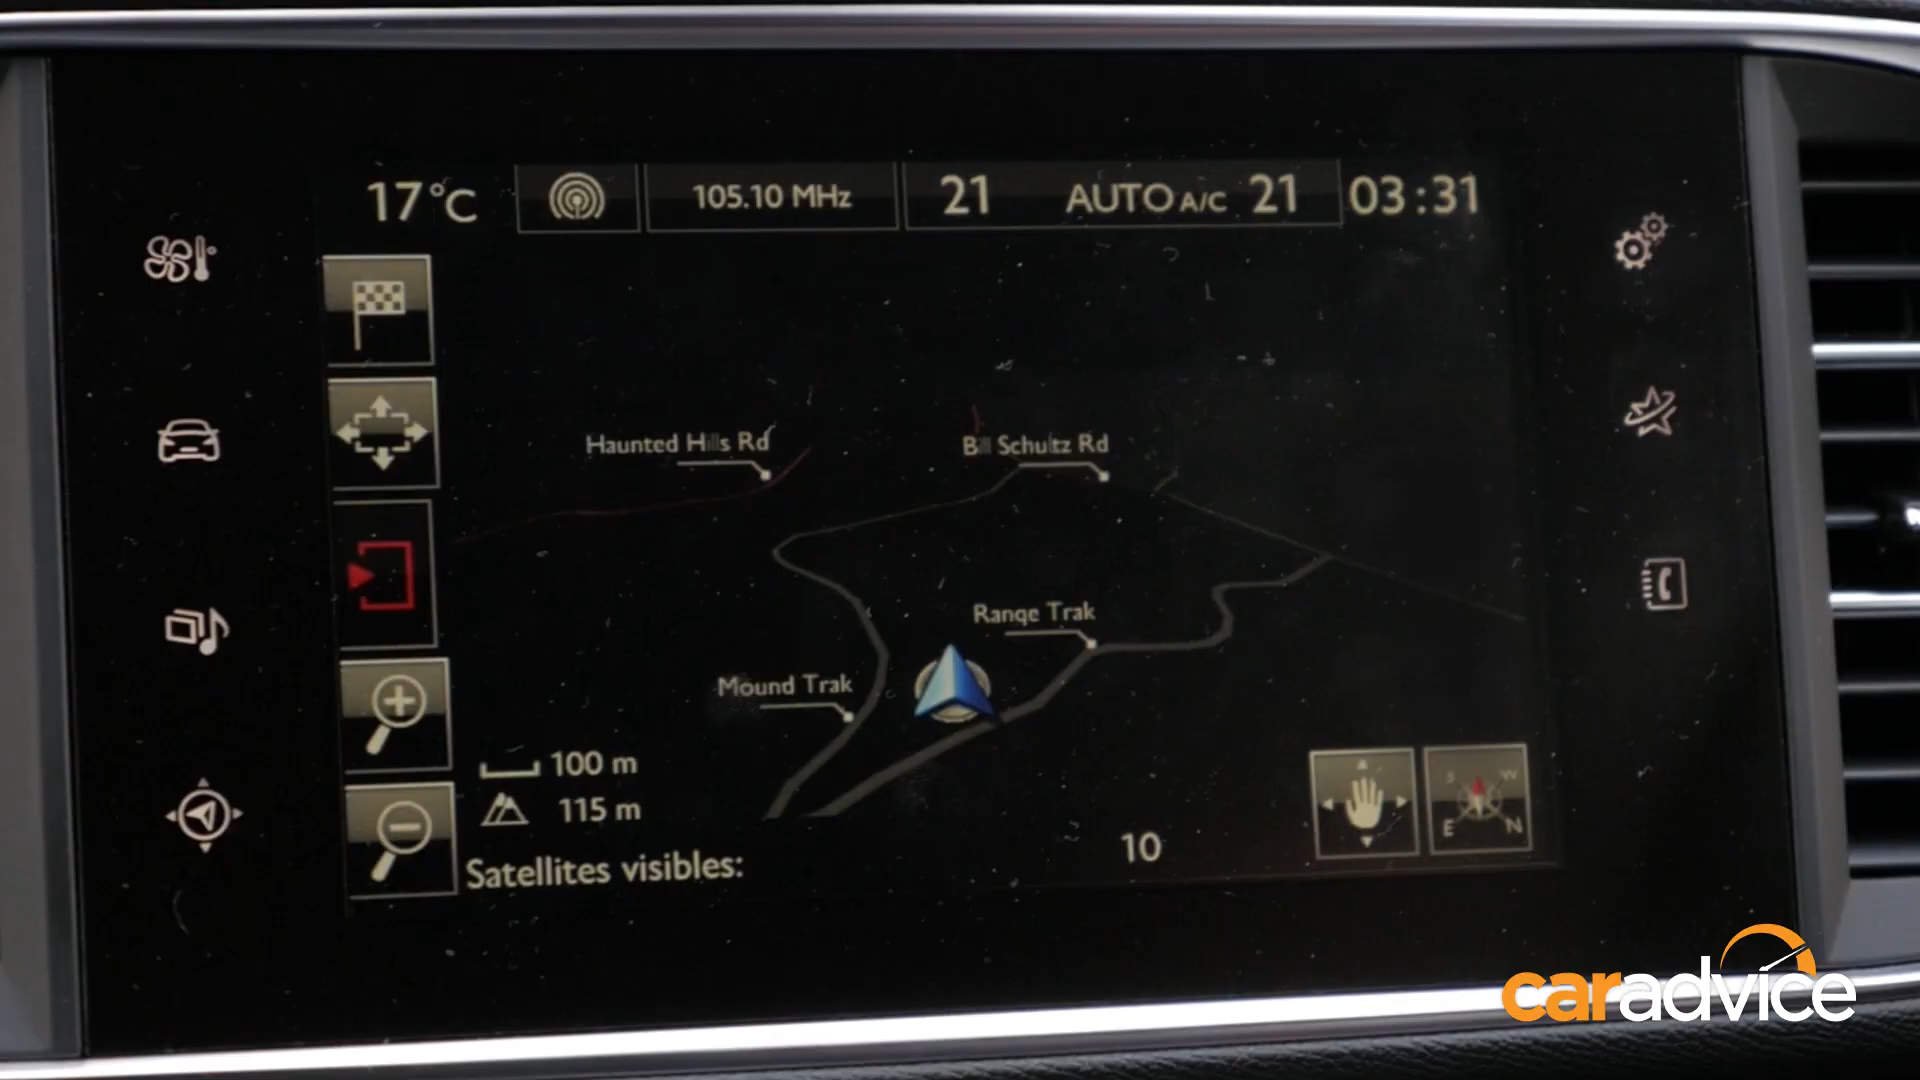 17°C 105.10 MHz 21 AUTO A/C 21 03:31
Haunted Hills Rd
Bill Schultz Rd
Range Trak
Mound Trak
100 m
115 m
10
Satellites visibles:
S W
E N
caradvice